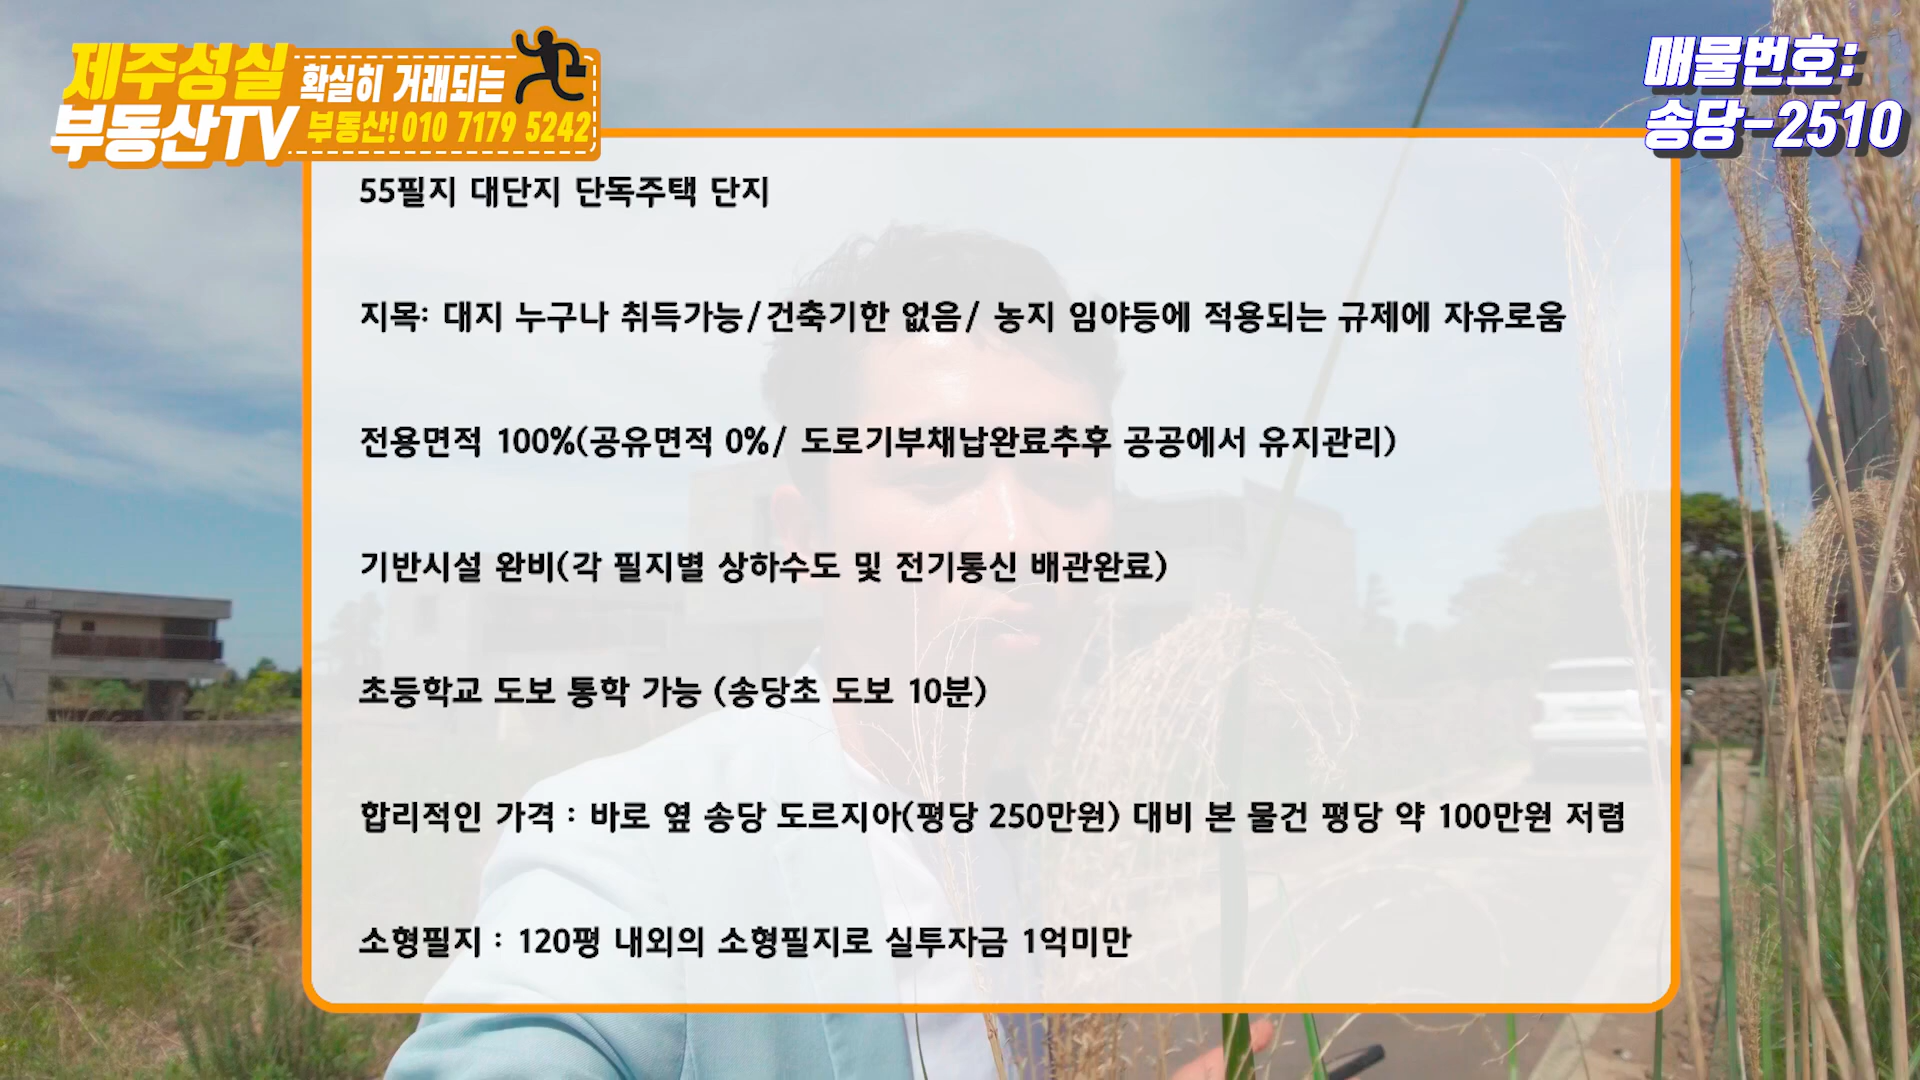 제주성실
부동산TV
확실히 거래되는
부동산! 010 7179 5242
매물번호:
송당-2510
55필지 대단지 단독주택 단지
지목: 대지 누구나 취득가능/건축기한 없음/ 농지 임야등에 적용되는 규제에 자유로움
전용면적 100%(공유면적 0%/ 도로기부채납완료추후 공공에서 유지관리)
기반시설 완비(각 필지별 상하수도 및 전기통신 배관완료)
초등학교 도보 통학 가능 (송당초 도보 10분)
합리적인 가격 : 바로 옆 송당 도르지아(평당 250만원) 대비 본 물건 평당 약 100만원 저렴
소형필지 : 120평 내외의 소형필지로 실투자금 1억미만